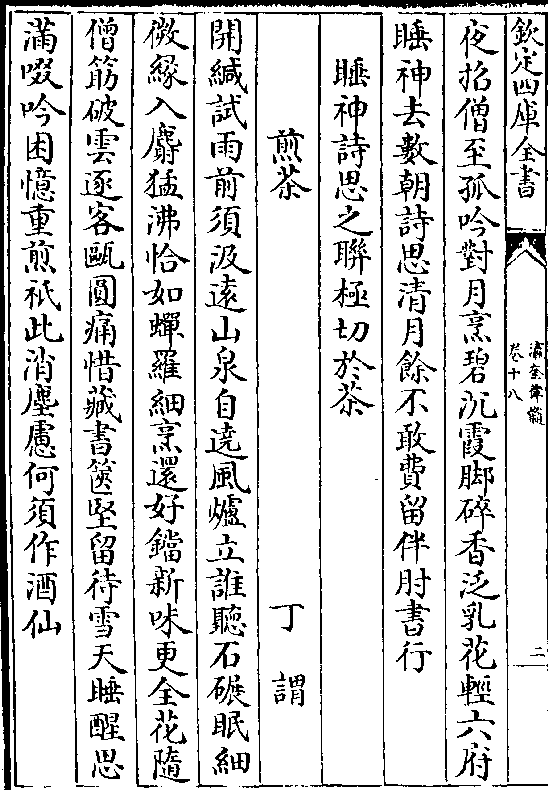 欽定四庫全書
瀛奎律髓
卷十八
二
夜招僧至孤吟對月烹碧沉霞脚碎香泛乳花輕六府
睡神去數朝詩思清月餘不敢費留伴肘書行
睡神詩思之聯極切於茶
煎茶 丁謂
開緘試雨前須汲遠山泉自遶風爐立誰聽石碾眠細
微緣入麝猛沸恰如蟬羅細烹還好鐺新味更全花隨
僧筯破雲逐客甌圓痛惜藏書篋堅留待雪天睡醒思
滿啜吟困憶重煎祇此消塵慮何須作酒仙